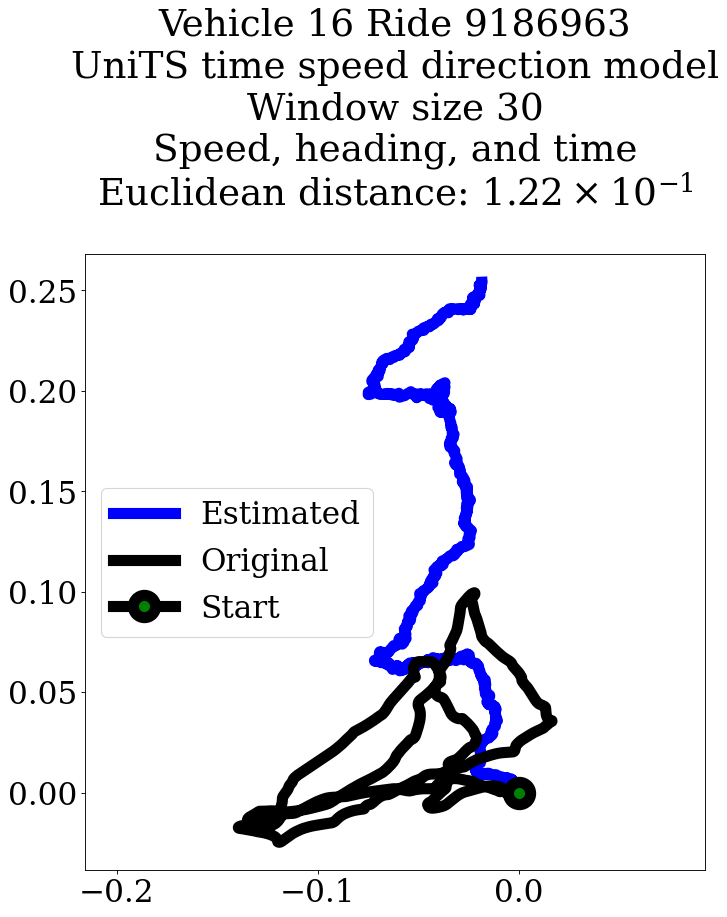 Vehicle 16 Ride 9186963
UniTS time speed direction model
Window size 30
Speed, heading, and time
Euclidean distance: 1.22 × 10⁻¹
0.25
0.20
0.15
0.10
0.05
0.00
Estimated
Original
Start
−0.2
−0.1
0.0